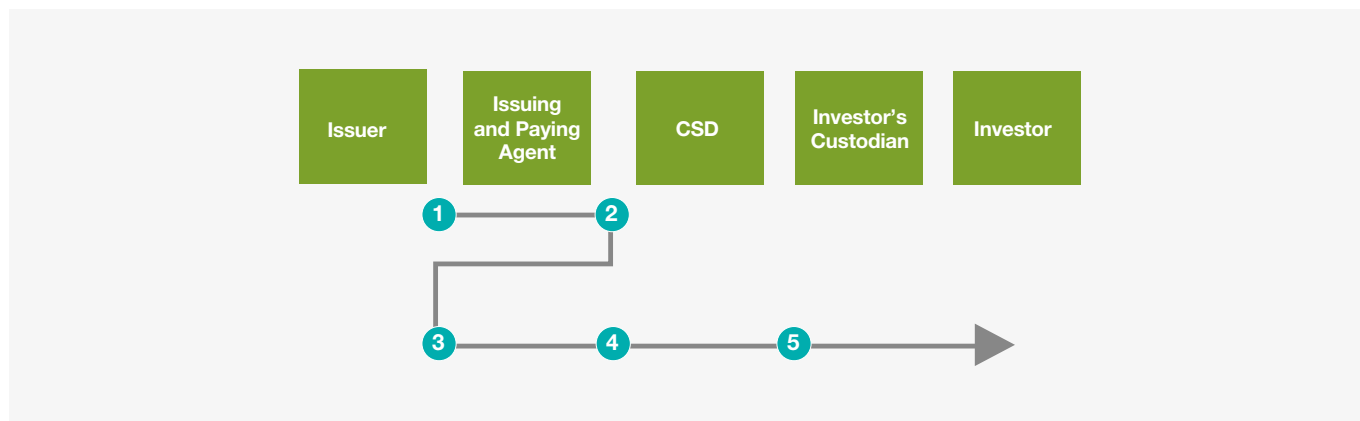 Issuer
Issuing
and Paying
Agent
CSD
Investor’s
Custodian
Investor
1
2
3
4
5